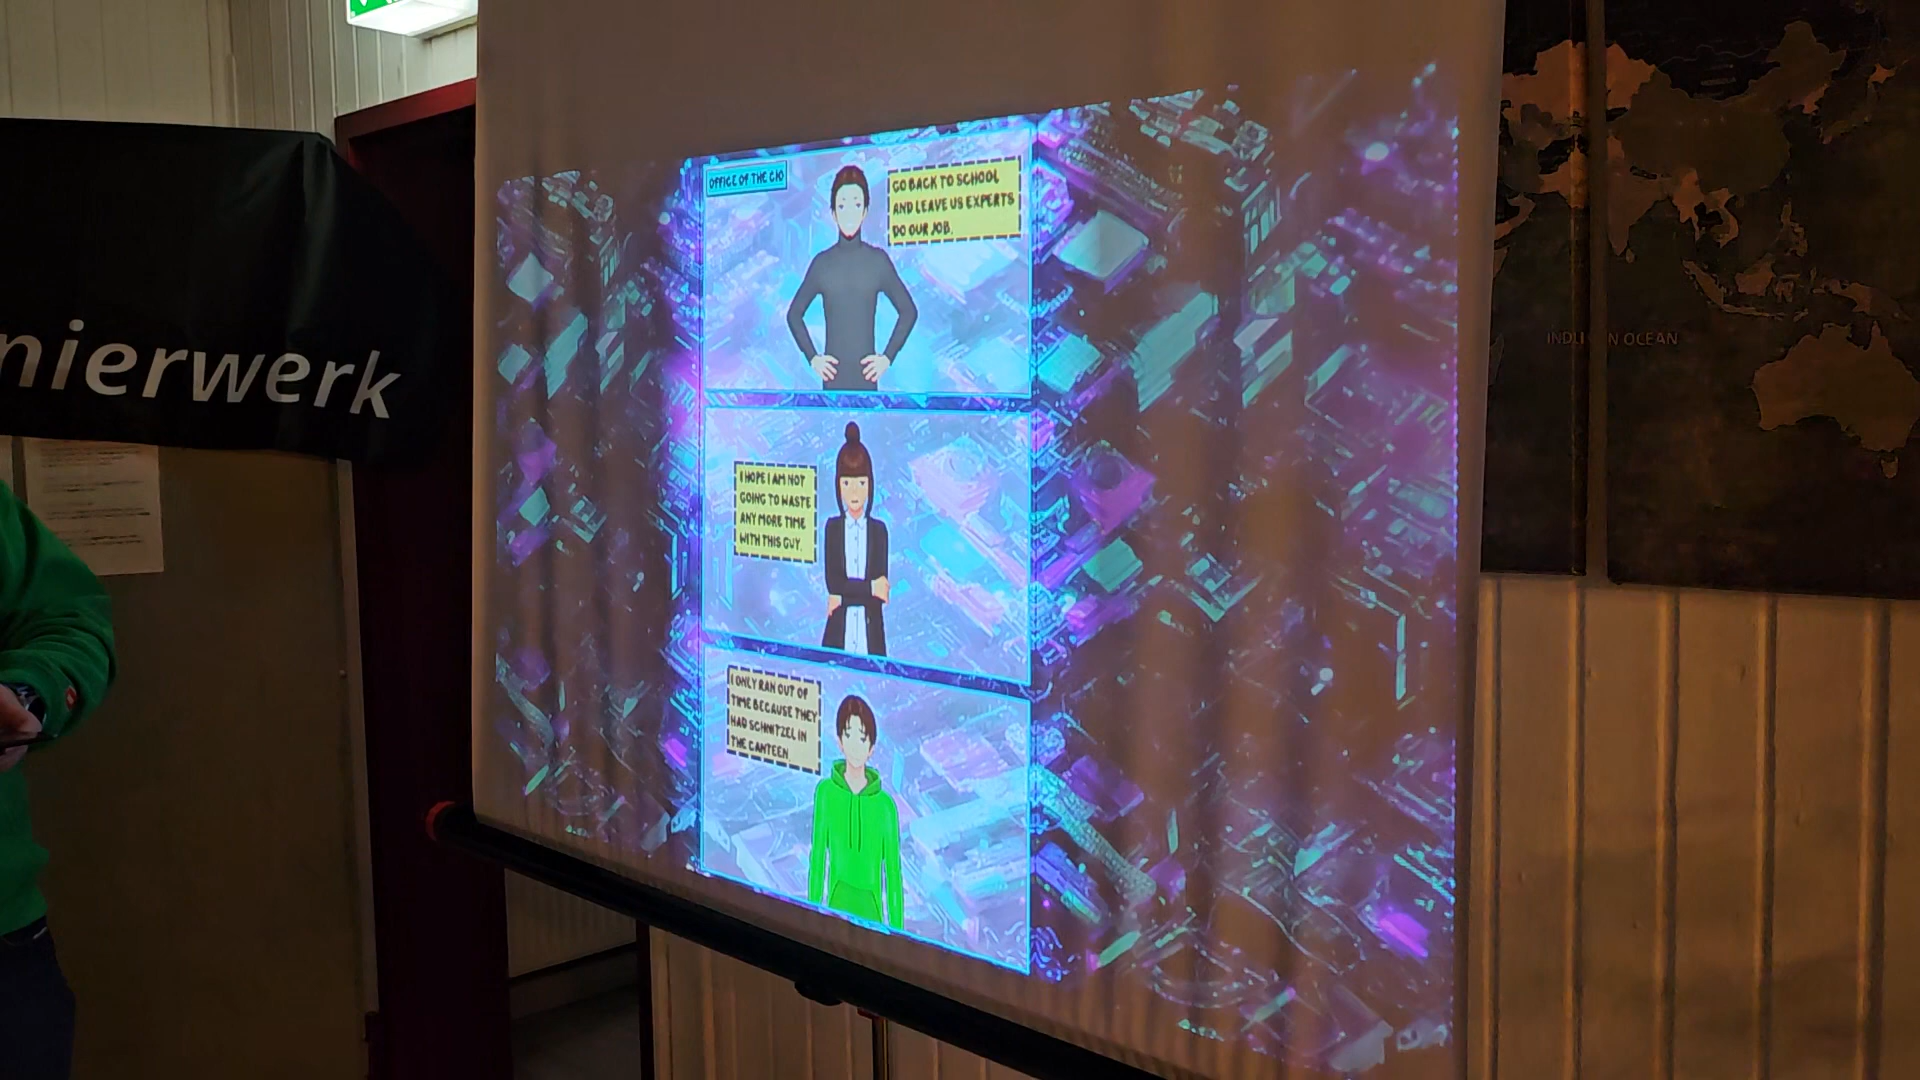 nierwerk
OFFICE OF THE CIO
GO BACK TO SCHOOL
AND LEAVE US EXPERTS
DO OUR JOB.
I HOPE I AM NOT
GOING TO WASTE
ANY MORE TIME
WITH THIS GUY.
I ONLY RAN OUT OF
TIME BECAUSE THEY
HAD SCHNITZEL IN
THE CANTEEN.
OCEAN